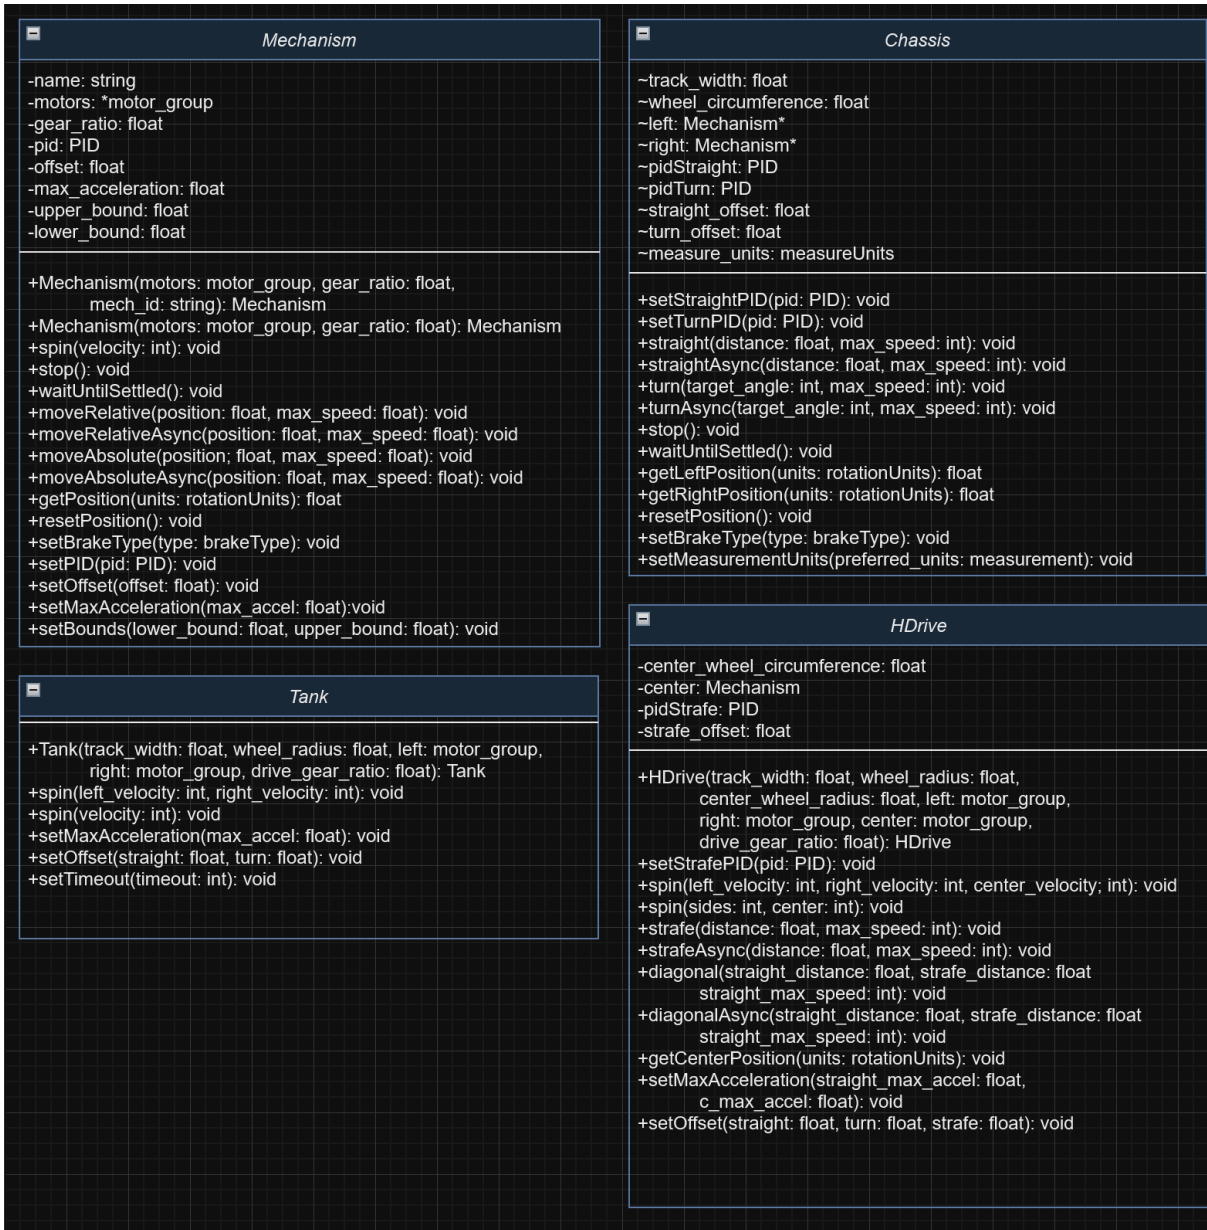 Mechanism
-name: string
-motors: *motor_group
-gear_ratio: float
-pid: PID
-offset: float
-max_acceleration: float
-upper_bound: float
-lower_bound: float
+Mechanism(motors: motor_group, gear_ratio: float,
mech_id: string): Mechanism
+Mechanism(motors: motor_group, gear_ratio: float): Mechanism
+spin(velocity: int): void
+stop(): void
+waitUntilSettled(): void
+moveRelative(position: float, max_speed: float): void
+moveRelativeAsync(position: float, max_speed: float): void
+moveAbsolute(position; float, max_speed: float): void
+moveAbsoluteAsync(position: float, max_speed: float): void
+getPosition(units: rotationUnits): float
+resetPosition(): void
+setBrakeType(type: brakeType): void
+setPID(pid: PID): void
+setOffset(offset: float): void
+setMaxAcceleration(max_accel: float):void
+setBounds(lower_bound: float, upper_bound: float): void
Chassis
~track_width: float
~wheel_circumference: float
~left: Mechanism*
~right: Mechanism*
~pidStraight: PID
~pidTurn: PID
~straight_offset: float
~turn_offset: float
~measure_units: measureUnits
+setStraightPID(pid: PID): void
+setTurnPID(pid: PID): void
+straight(distance: float, max_speed: int): void
+straightAsync(distance: float, max_speed: int): void
+turn(target_angle: int, max_speed: int): void
+turnAsync(target_angle: int, max_speed: int): void
+stop(): void
+waitUntilSettled(): void
+getLeftPosition(units: rotationUnits): float
+getRightPosition(units: rotationUnits): float
+resetPosition(): void
+setBrakeType(type: brakeType): void
+setMeasurementUnits(preferred_units: measurement): void
Tank
+Tank(track_width: float, wheel_radius: float, left: motor_group,
right: motor_group, drive_gear_ratio: float): Tank
+spin(left_velocity: int, right_velocity: int): void
+spin(velocity: int): void
+setMaxAcceleration(max_accel: float): void
+setOffset(straight: float, turn: float): void
+setTimeout(timeout: int): void
HDrive
-center_wheel_circumference: float
-center: Mechanism
-pidStrafe: PID
-strafe_offset: float
+HDrive(track_width: float, wheel_radius: float,
center_wheel_radius: float, left: motor_group,
right: motor_group, center: motor_group,
drive_gear_ratio: float): HDrive
+setStrafePID(pid: PID): void
+spin(left_velocity: int, right_velocity: int, center_velocity; int): void
+spin(sides: int, center: int): void
+strafe(distance: float, max_speed: int): void
+strafeAsync(distance: float, max_speed: int): void
+diagonal(straight_distance: float, strafe_distance: float
straight_max_speed: int): void
+diagonalAsync(straight_distance: float, strafe_distance: float
straight_max_speed: int): void
+getCenterPosition(units: rotationUnits): void
+setMaxAcceleration(straight_max_accel: float,
c_max_accel: float): void
+setOffset(straight: float, turn: float, strafe: float): void